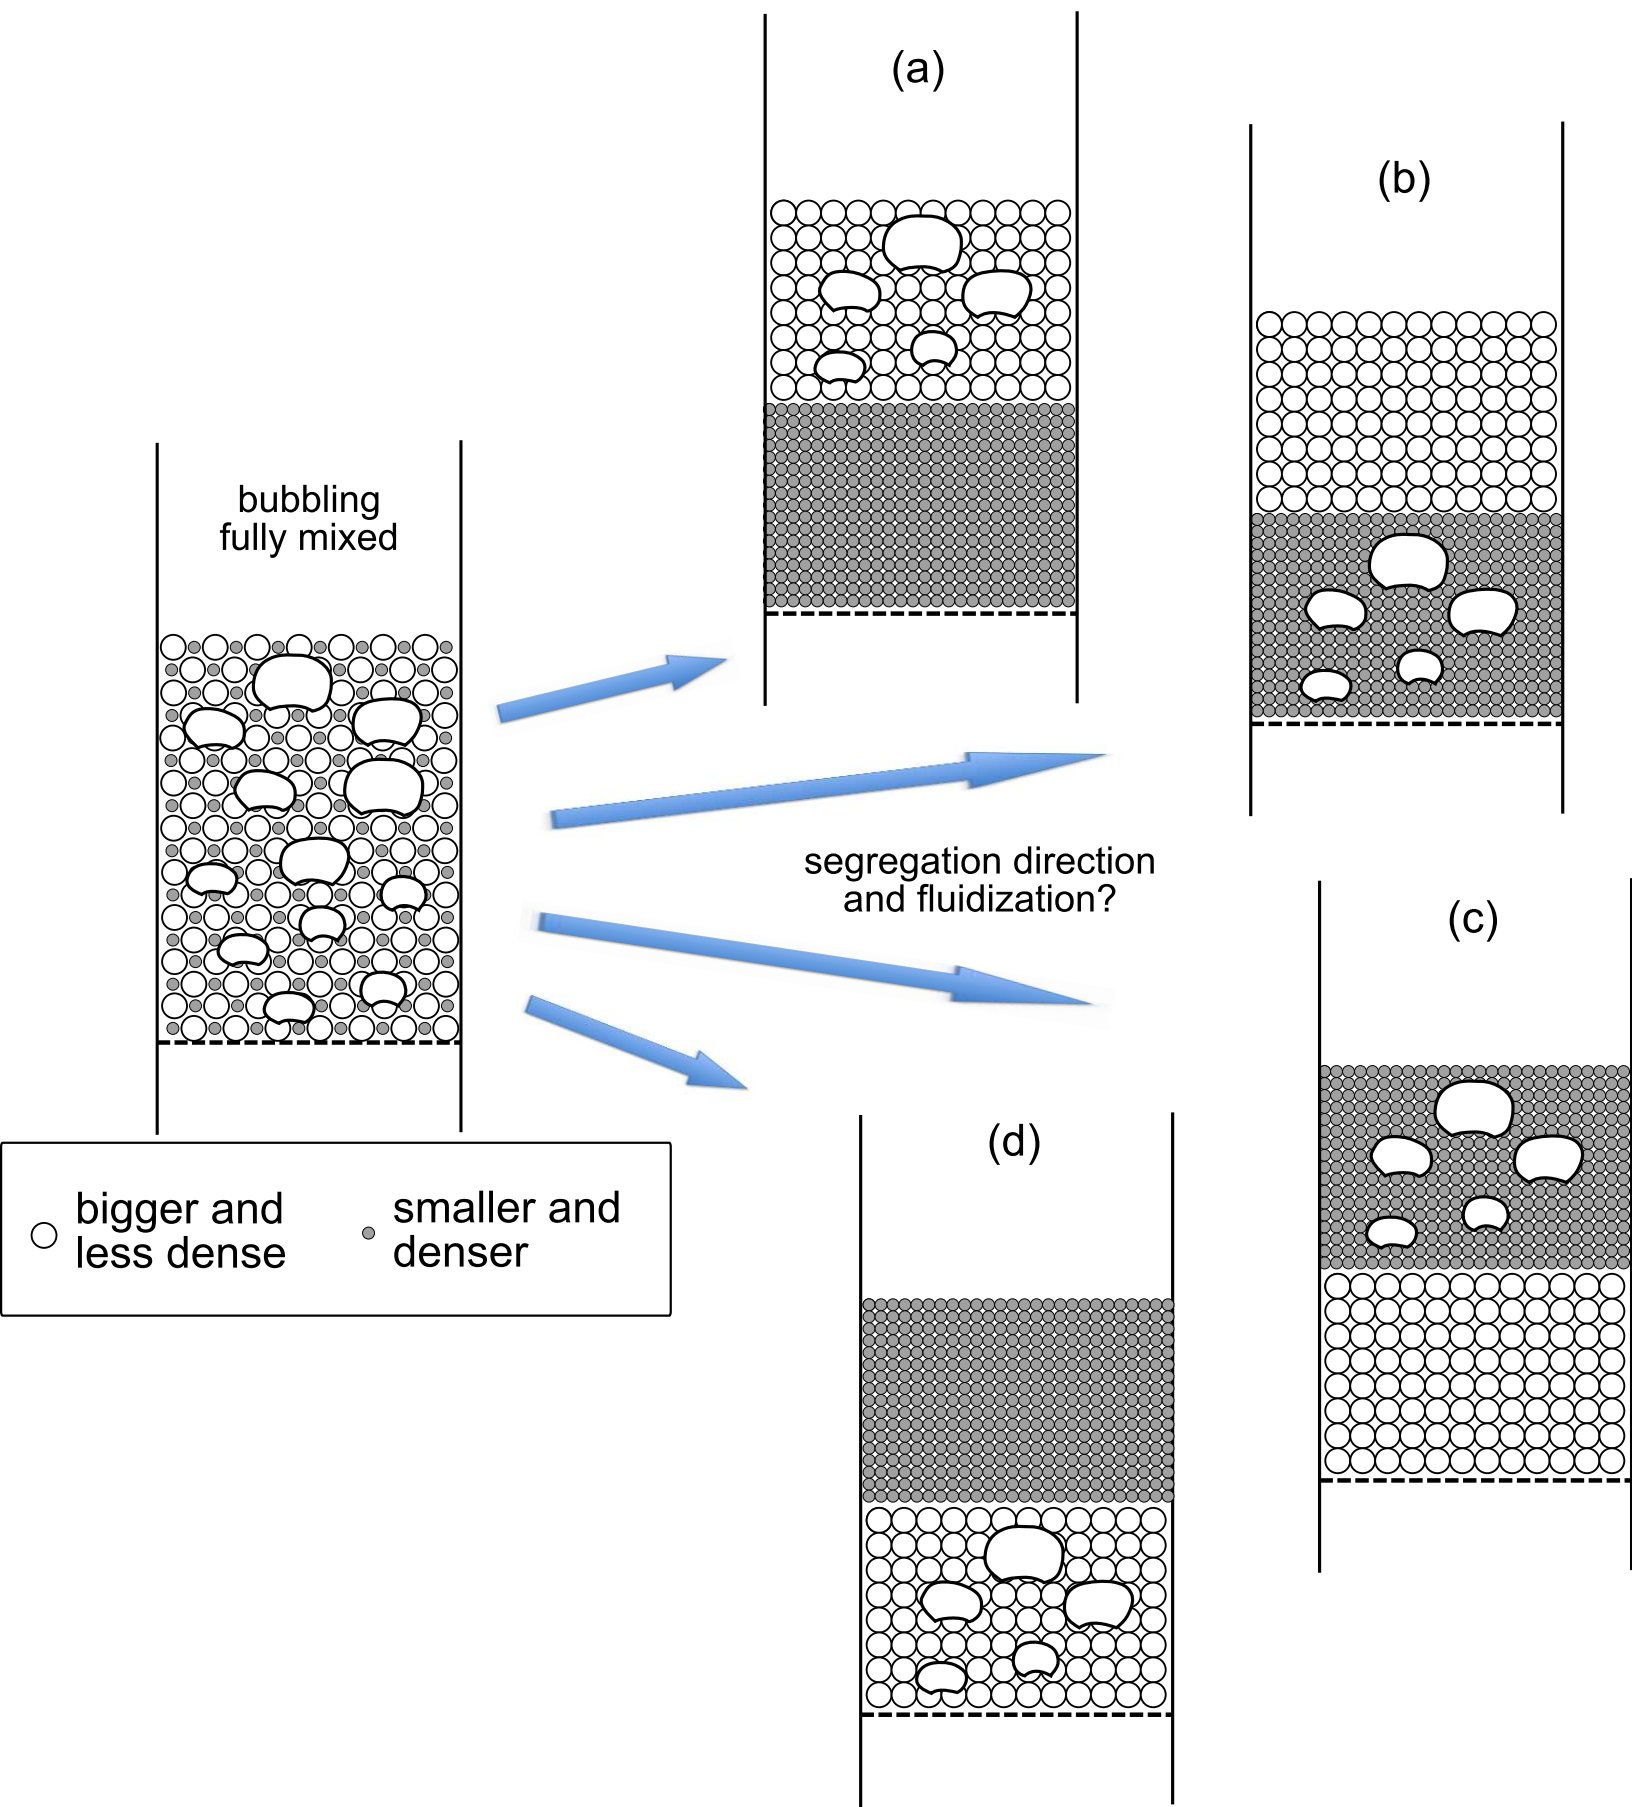 (a)
(b)
bubbling
fully mixed
segregation direction
and fluidization?
(c)
(d)
bigger and
less dense
smaller and
denser